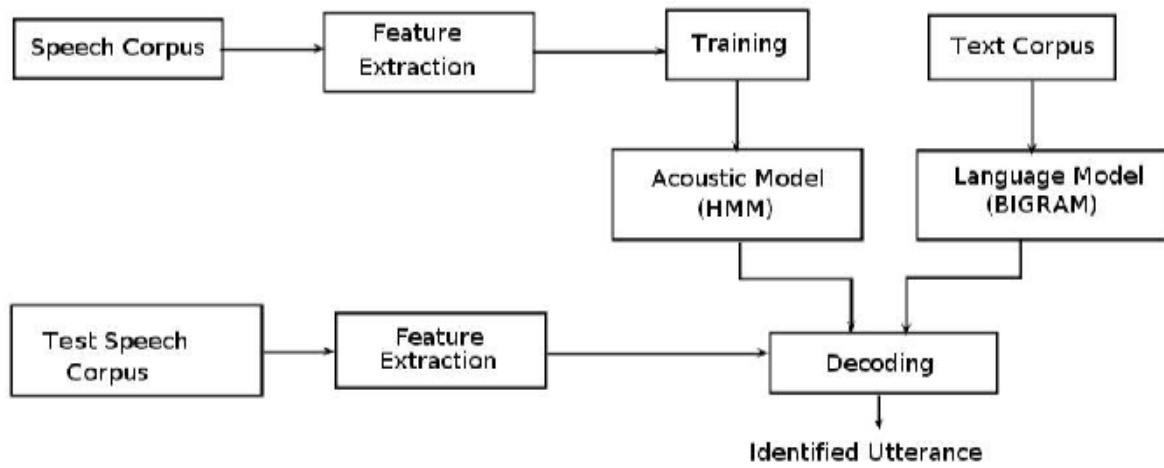 Speech Corpus
Feature
Extraction
Training
Text Corpus
Acoustic Model
(HMM)
Language Model
(BIGRAM)
Test Speech
Corpus
Feature
Extraction
Decoding
Identified Utterance